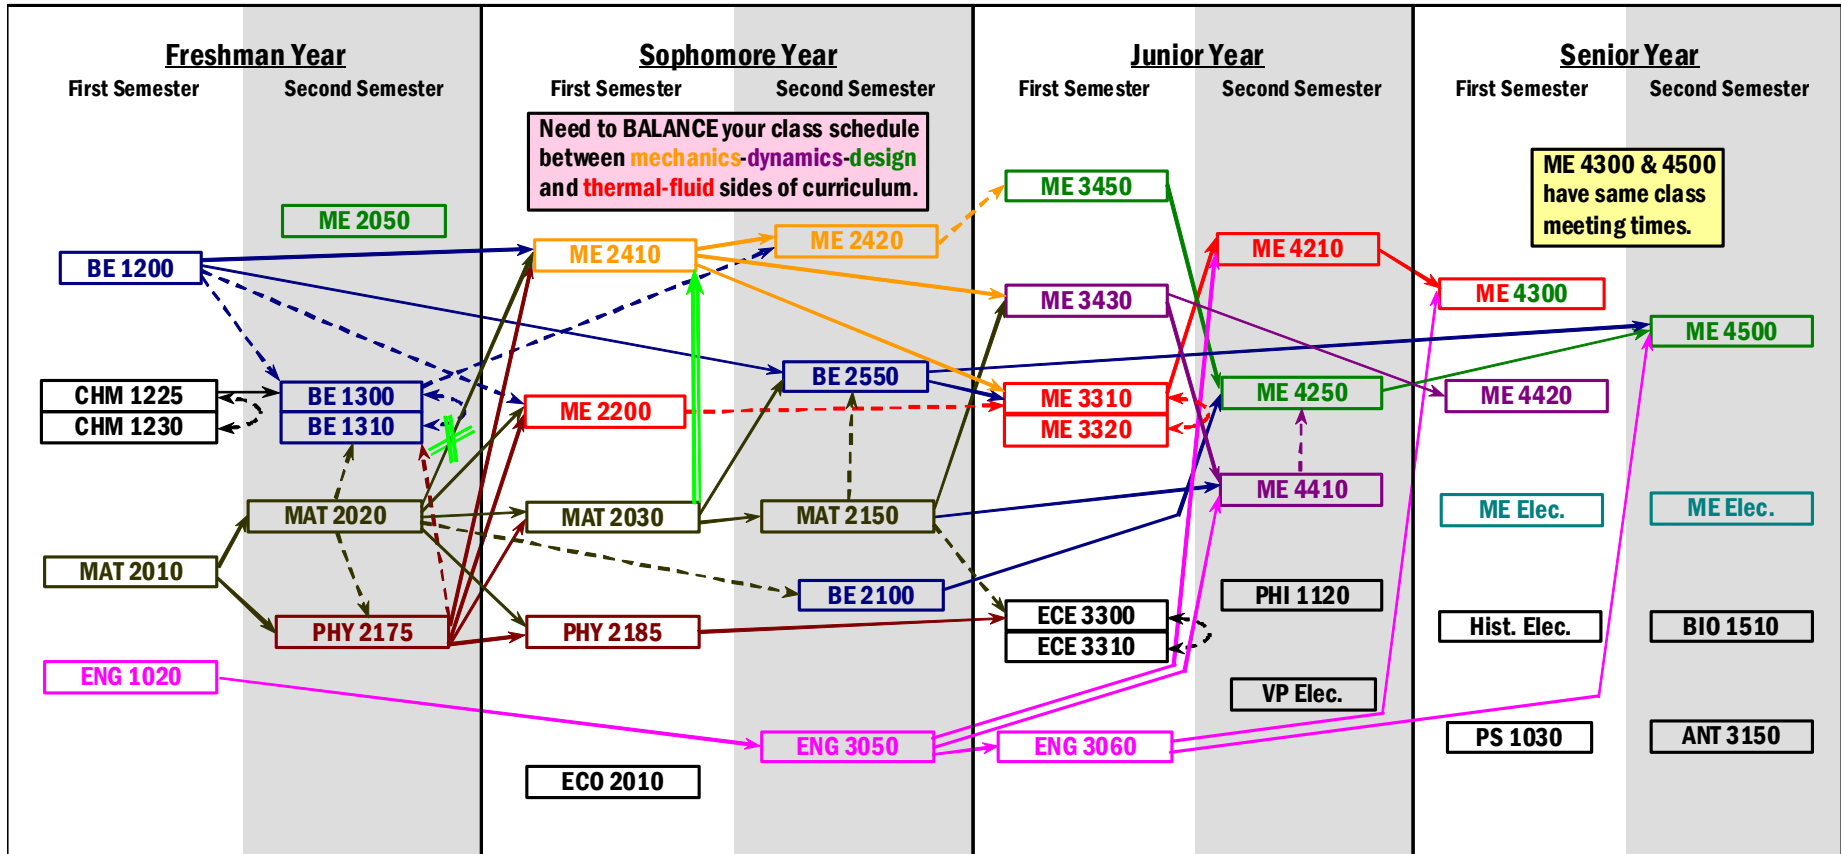 Freshman Year
First Semester
Second Semester
ME 2050
BE 1200
CHM 1225
CHM 1230
BE 1300
BE 1310
MAT 2020
MAT 2010
PHY 2175
ENG 1020
Sophomore Year
First Semester
Second Semester
Need to BALANCE your class schedule
between mechanics-dynamics-design
and thermal-fluid sides of curriculum.
ME 2410
ME 2420
BE 2550
ME 2200
MAT 2030
MAT 2150
BE 2100
PHY 2185
ENG 3050
ECO 2010
Junior Year
First Semester
Second Semester
ME 3450
ME 4210
ME 3430
ME 3310
ME 3320
ME 4250
ME 4410
PHI 1120
ECE 3300
ECE 3310
VP Elec.
ENG 3060
Senior Year
First Semester
Second Semester
ME 4300 & 4500
have same class
meeting times.
ME 4300
ME 4500
ME 4420
ME Elec.
ME Elec.
Hist. Elec.
BIO 1510
PS 1030
ANT 3150